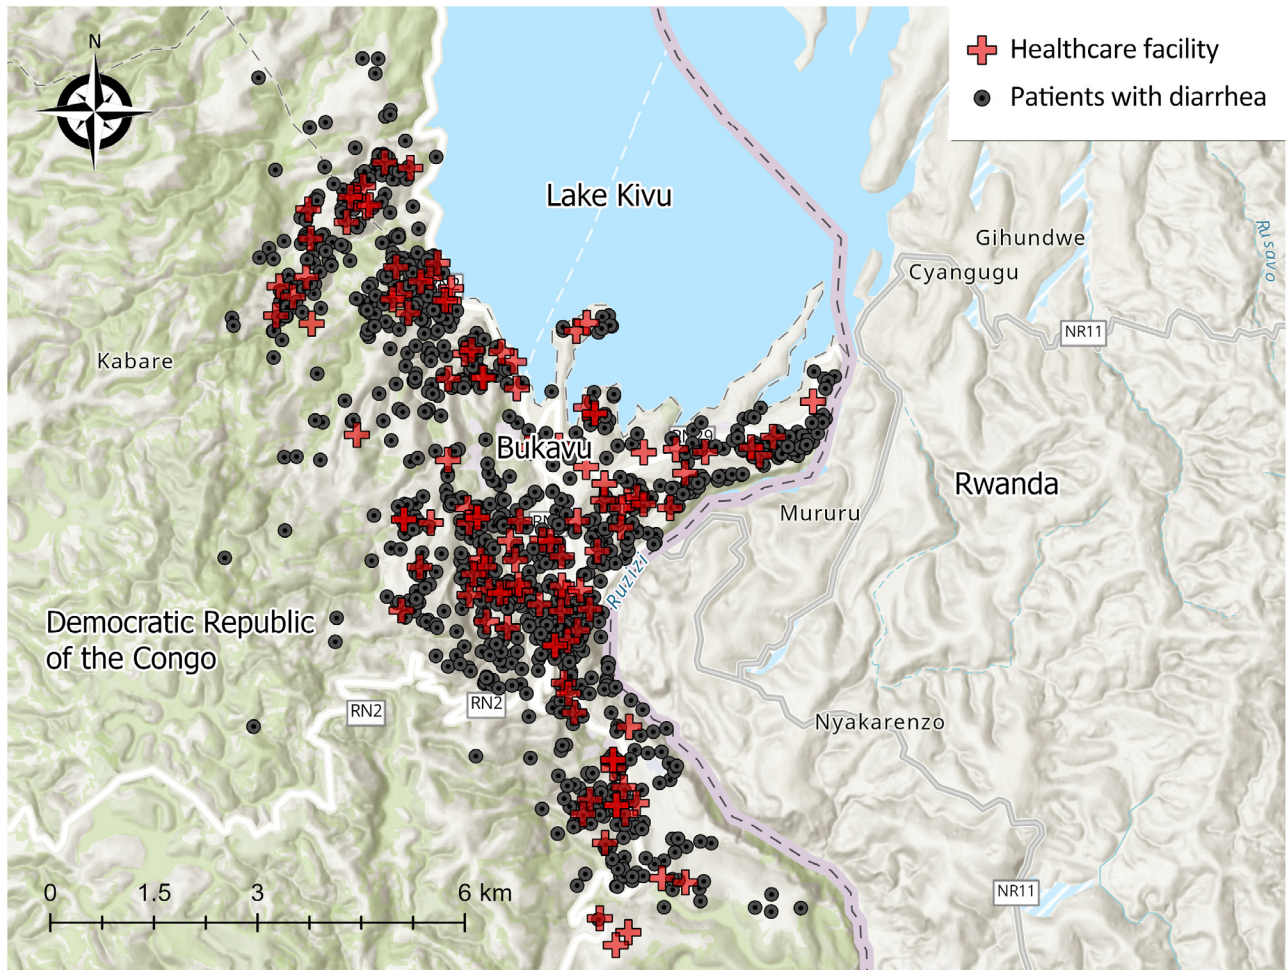 N
Healthcare facility
Patients with diarrhea
Lake Kivu
Gihundwe
Cyangugu
Rusavo
NR11
Kabare
Bukavu
Rwanda
Mururu
Ruzizi
Democratic Republic
of the Congo
RN2
RN2
Nyakarenzo
NR11
0 1.5 3 6 km